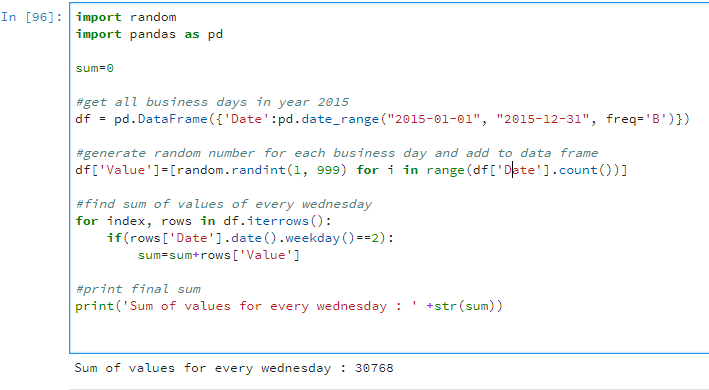 In [96]: import random
import pandas as pd
sum=0
#get all business days in year 2015
df = pd.DataFrame({'Date':pd.date_range("2015-01-01", "2015-12-31", freq='B')})
#generate random number for each business day and add to data frame
df['Value']=[random.randint(1, 999) for i in range(df['Date'].count())]
#find sum of values of every wednesday
for index, rows in df.iterrows():
    if(rows['Date'].date().weekday()==2):
        sum=sum+rows['Value']
#print final sum
print('Sum of values for every wednesday : ' +str(sum))
Sum of values for every wednesday : 30768